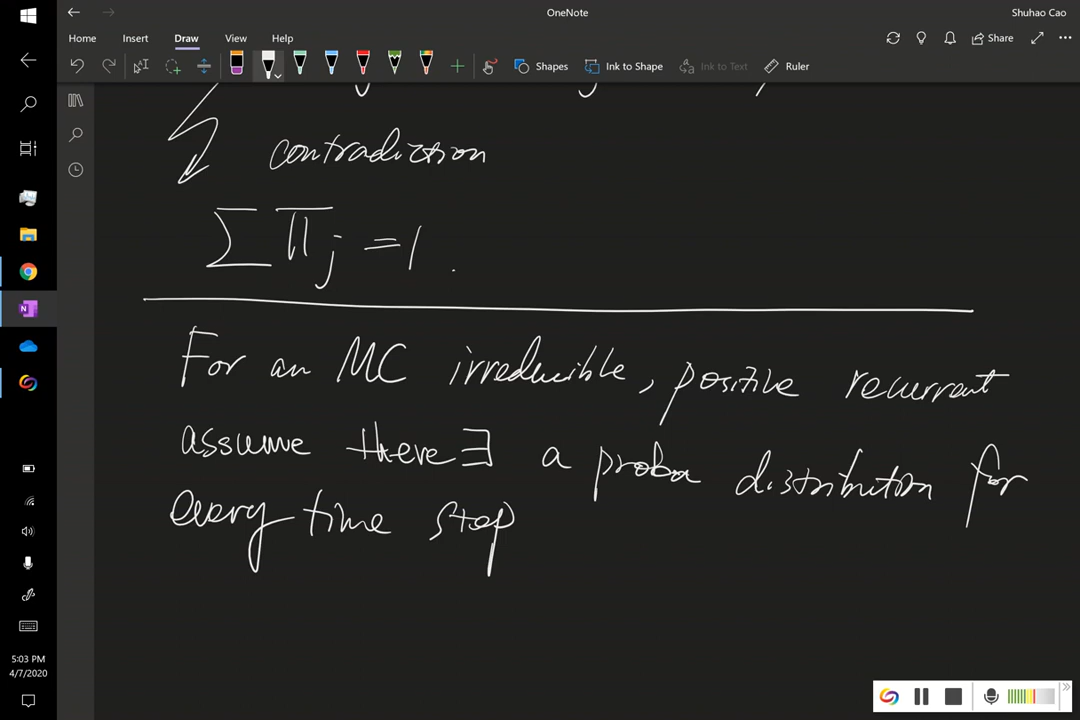 OneNote
Shuhao Cao
Home Insert Draw View Help
Share
Shapes Ink to Shape Ink to Text Ruler
contradiction
∑ π_j = 1.
For an MC irreducible, positive recurrent
assume there ∃ a proba distribution for
every time step
5:03 PM
4/7/2020